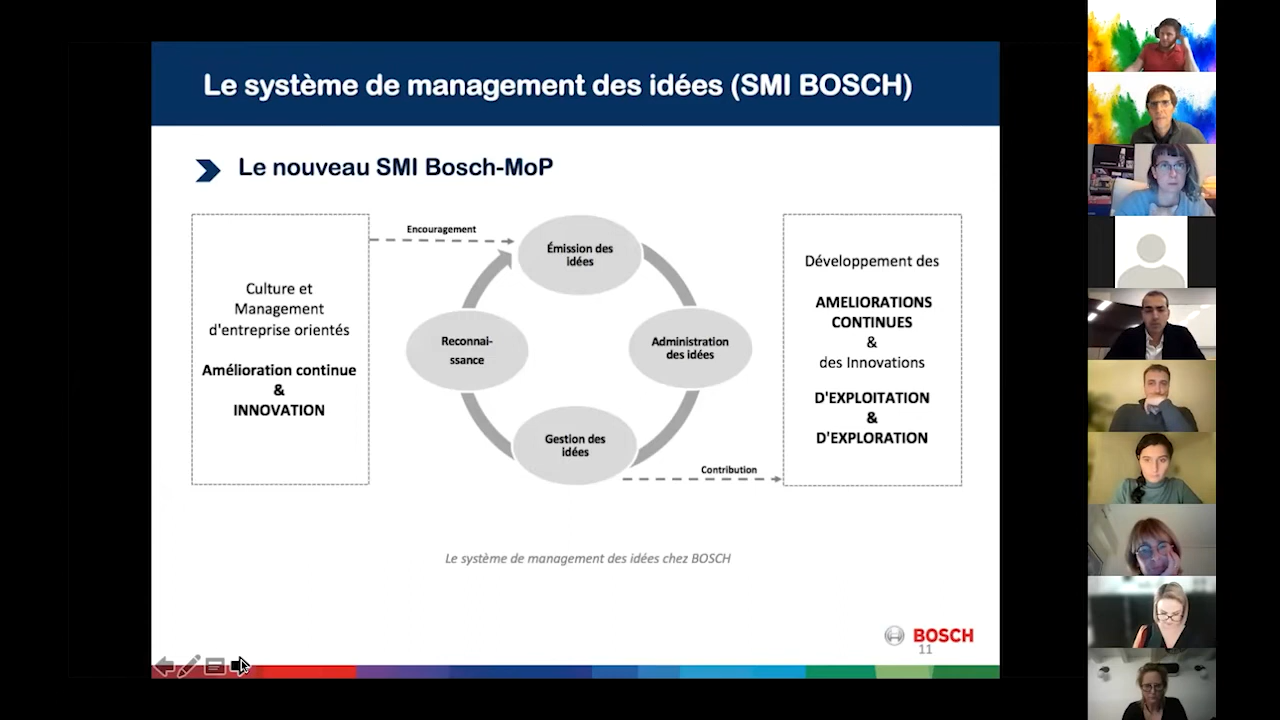 Le système de management des idées (SMI BOSCH)
Le nouveau SMI Bosch-MoP
Culture et
Management
d'entreprise orientés
Amélioration continue
&
INNOVATION
Encouragement
Émission des
idées
Administration
des idées
Gestion des
idées
Reconnai-
ssance
Contribution
Développement des
AMELIORATIONS
CONTINUES
&
des Innovations
D'EXPLOITATION
&
D'EXPLORATION
Le système de management des idées chez BOSCH
BOSCH
11